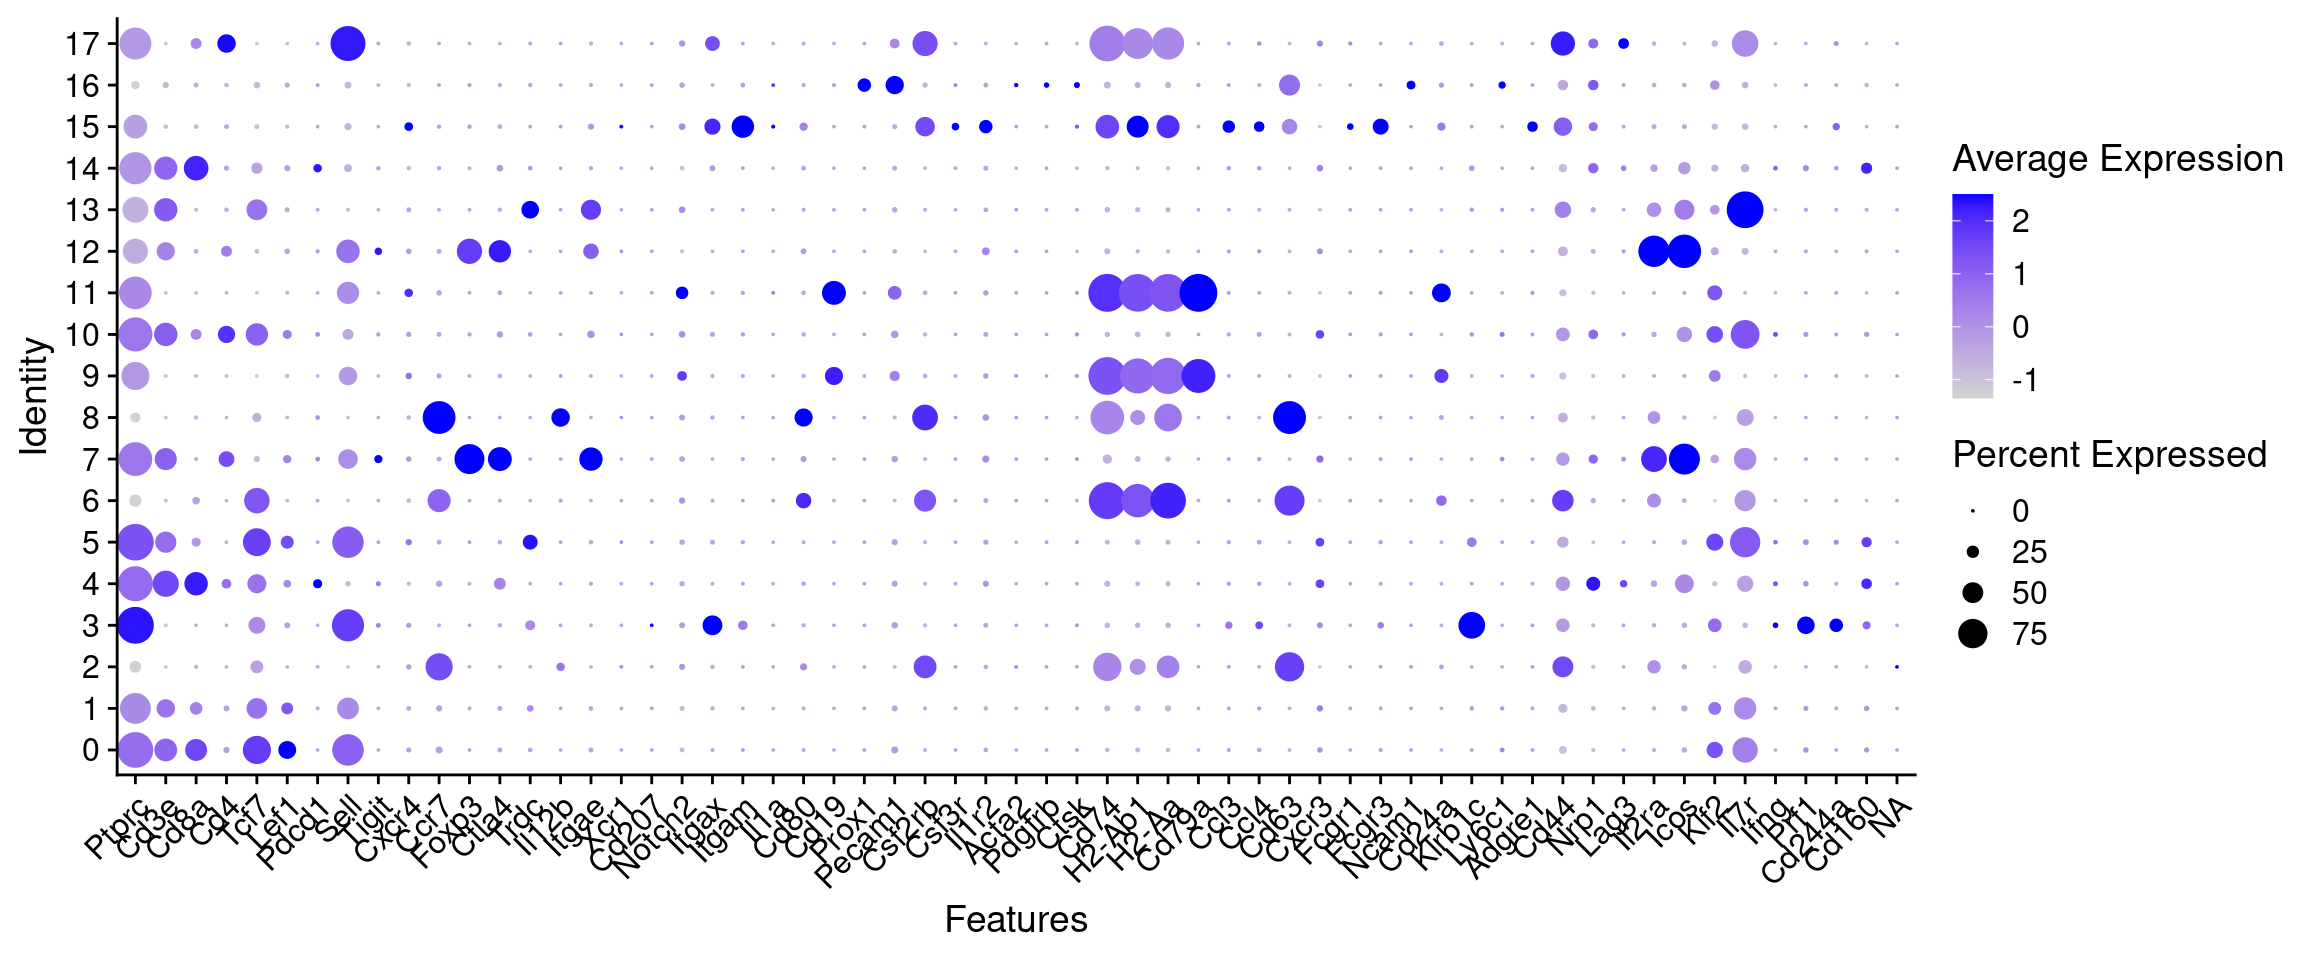 17
16
15
14
13
12
11
10
9
8
7
6
5
4
3
2
1
0
Identity
Ptprc
Cd3e
Cd8a
Cd4
Tcf7
Lef1
Pdcd1
Sell
Tigit
Cxcr4
Ccr7
Foxp3
Ctla4
Trdc
Il12b
Itgae
Xcr1
Cd207
Notch2
Itgax
Itgam
Il1a
Cd80
Cd19
Prox1
Pecam1
Csf2rb
Csf3r
Il1r2
Acta2
Pdgfrb
Ctsk
Cd74
H2-Ab1
H2-Aa
Cd79a
Ccl3
Ccl4
Cd63
Cxcr3
Fcgr1
Fcgr3
Ncam1
Cd24a
Klrb1c
Ly6c1
Adgre1
Cd44
Nrp1
Lag3
Il2ra
Icos
Klf2
Il7r
Ifng
Prf1
Cd244a
Cd160
NA
Features
Average Expression
2
1
0
-1
Percent Expressed
0
25
50
75